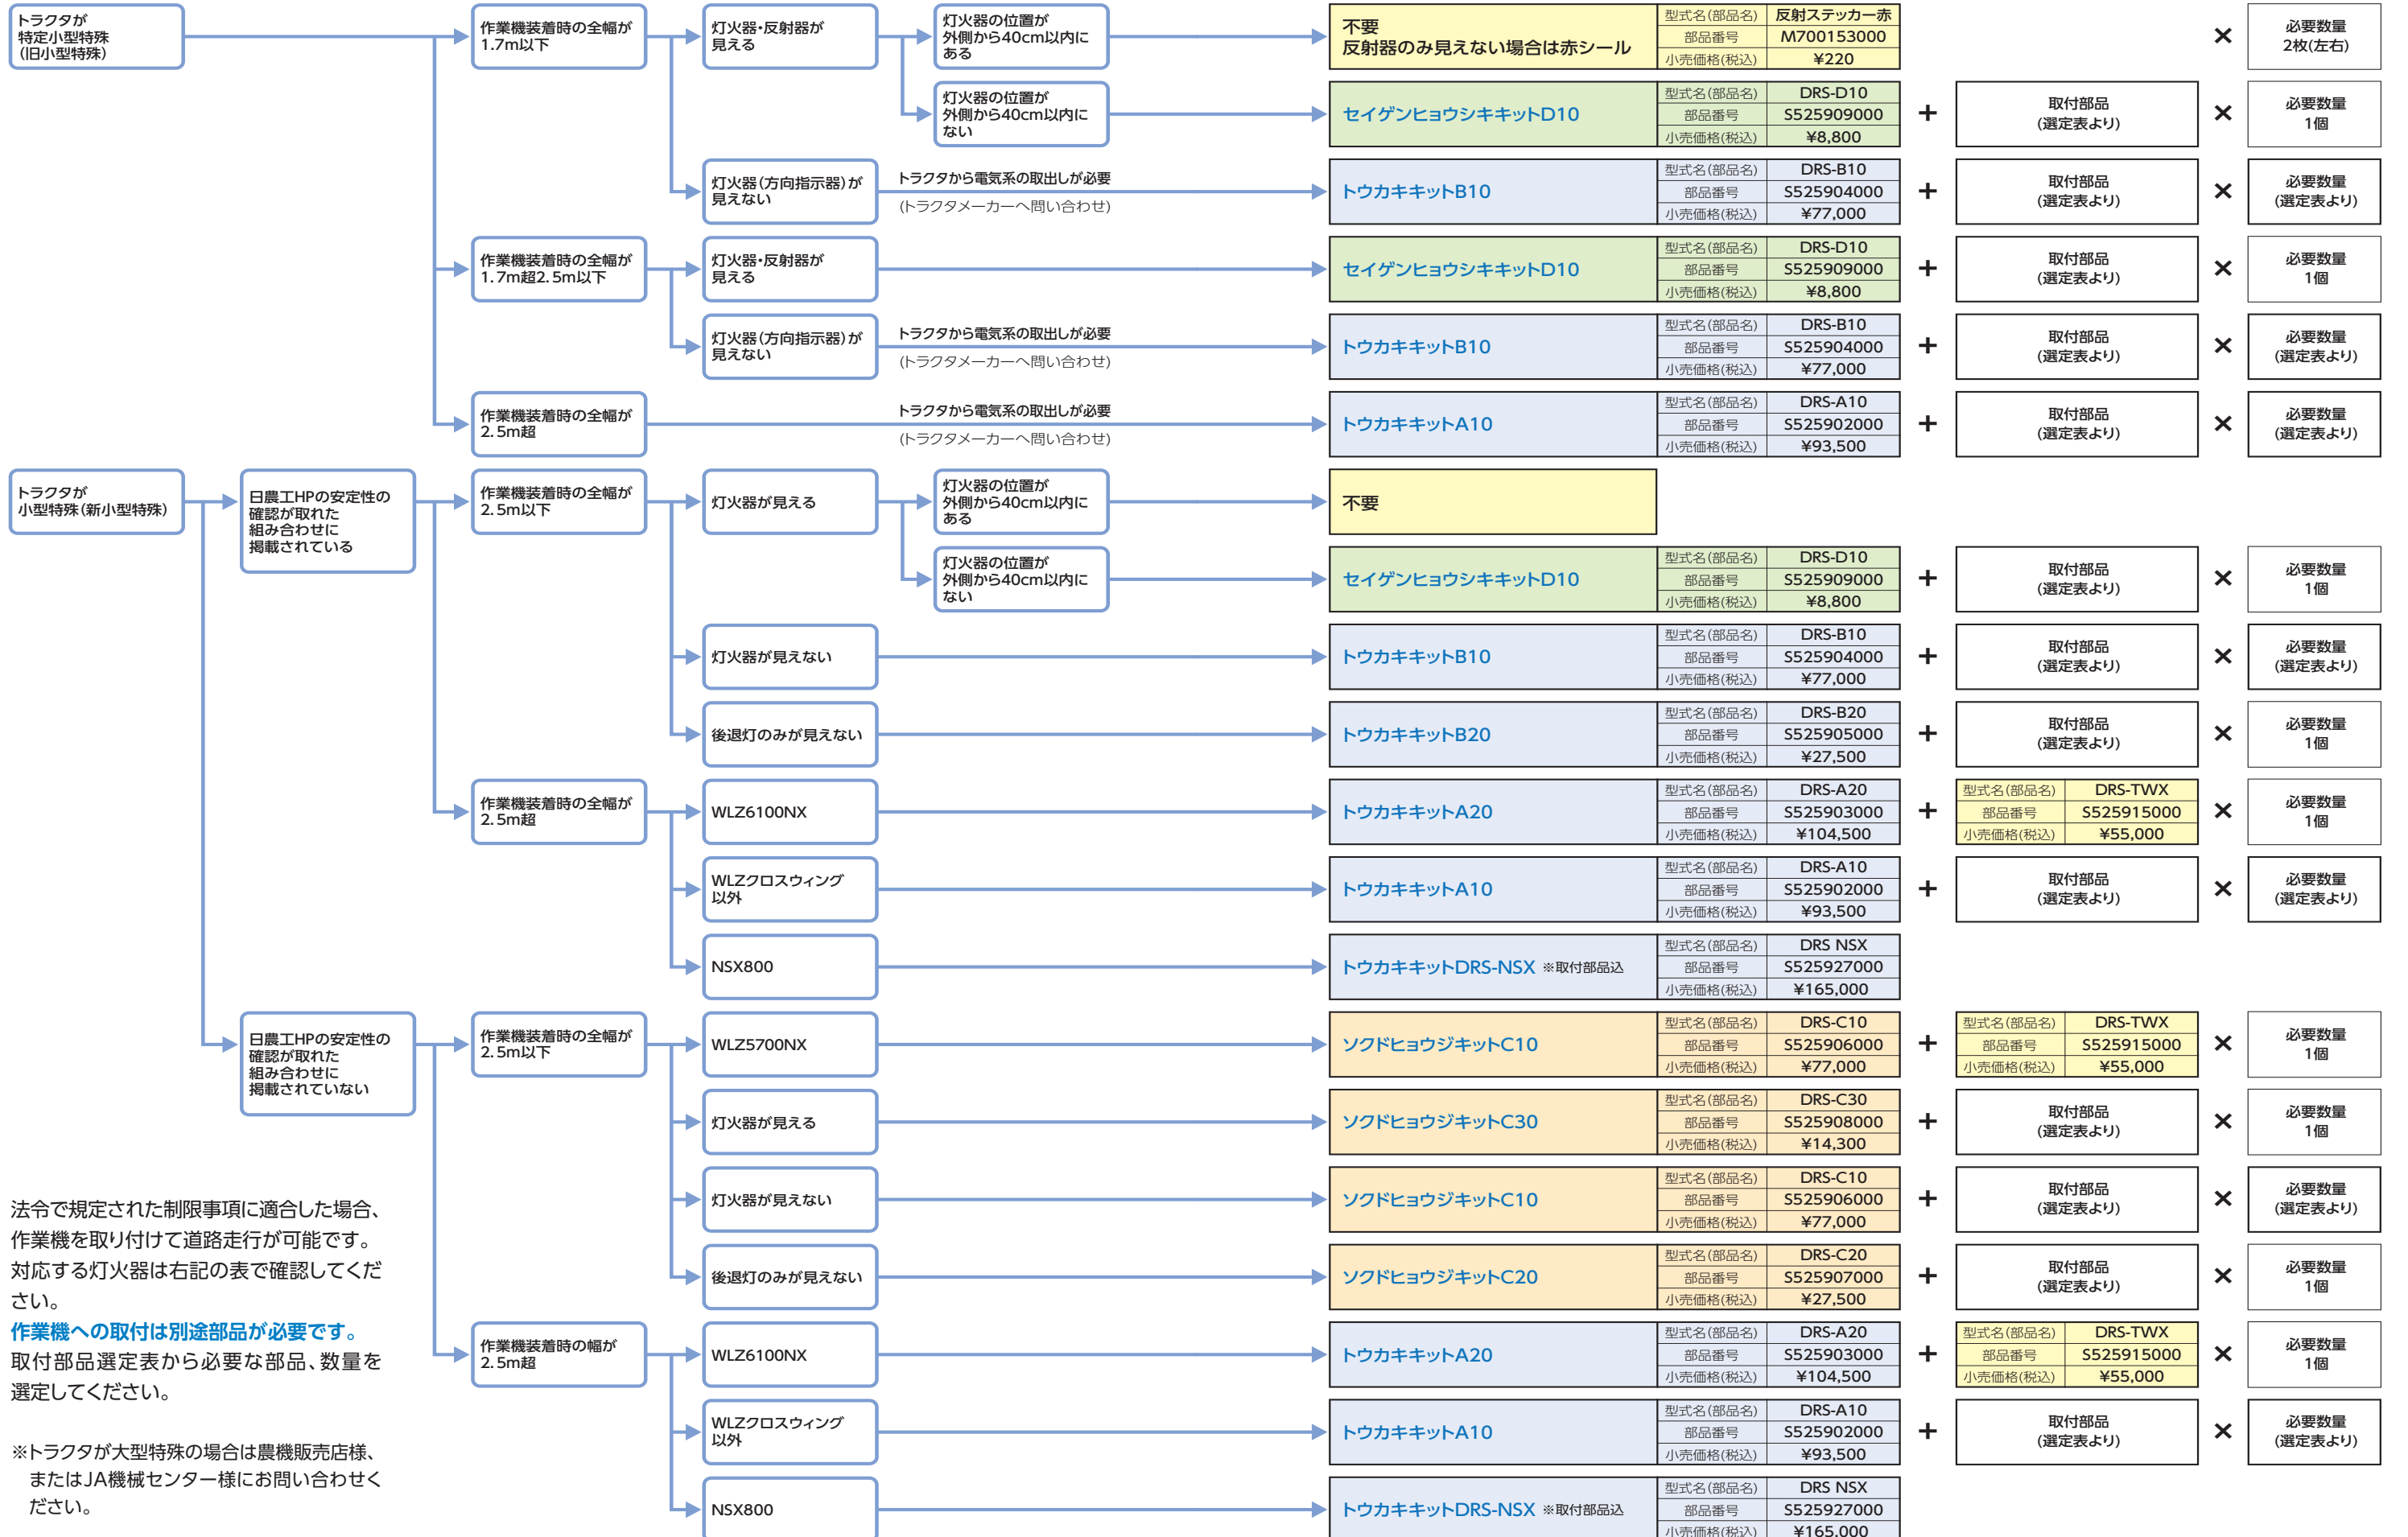 トラクタが
特定小型特殊
(旧小型特殊)
作業機装着時の全幅が
1.7m以下
灯火器・反射器が
見える
灯火器の位置が
外側から40cm以内に
ある
不要
反射器のみ見えない場合は赤シール
型式名(部品名) 反射ステッカー赤
部品番号 M700153000
小売価格(税込) ¥220
×
必要数量
2枚(左右)
灯火器の位置が
外側から40cm以内に
ない
セイゲンヒョウシキキットD10
型式名(部品名) DRS-D10
部品番号 S525909000
小売価格(税込) ¥8,800
+
取付部品
(選定表より)
×
必要数量
1個
灯火器(方向指示器)が
見えない
トラクタから電気系の取出しが必要
(トラクタメーカーへ問い合わせ)
トウカキキットB10
型式名(部品名) DRS-B10
部品番号 S525904000
小売価格(税込) ¥77,000
+
取付部品
(選定表より)
×
必要数量
(選定表より)
作業機装着時の全幅が
1.7m超2.5m以下
灯火器・反射器が
見える
セイゲンヒョウシキキットD10
型式名(部品名) DRS-D10
部品番号 S525909000
小売価格(税込) ¥8,800
+
取付部品
(選定表より)
×
必要数量
1個
灯火器(方向指示器)が
見えない
トラクタから電気系の取出しが必要
(トラクタメーカーへ問い合わせ)
トウカキキットB10
型式名(部品名) DRS-B10
部品番号 S525904000
小売価格(税込) ¥77,000
+
取付部品
(選定表より)
×
必要数量
(選定表より)
作業機装着時の全幅が
2.5m超
トラクタから電気系の取出しが必要
(トラクタメーカーへ問い合わせ)
トウカキキットA10
型式名(部品名) DRS-A10
部品番号 S525902000
小売価格(税込) ¥93,500
+
取付部品
(選定表より)
×
必要数量
(選定表より)
トラクタが
小型特殊(新小型特殊)
日農工HPの安定性の
確認が取れた
組み合わせに
掲載されている
作業機装着時の全幅が
2.5m以下
灯火器が見える
灯火器の位置が
外側から40cm以内に
ある
不要
灯火器の位置が
外側から40cm以内に
ない
セイゲンヒョウシキキットD10
型式名(部品名) DRS-D10
部品番号 S525909000
小売価格(税込) ¥8,800
+
取付部品
(選定表より)
×
必要数量
1個
灯火器が見えない
トウカキキットB10
型式名(部品名) DRS-B10
部品番号 S525904000
小売価格(税込) ¥77,000
+
取付部品
(選定表より)
×
必要数量
(選定表より)
後退灯のみが見えない
トウカキキットB20
型式名(部品名) DRS-B20
部品番号 S525905000
小売価格(税込) ¥27,500
+
取付部品
(選定表より)
×
必要数量
1個
作業機装着時の全幅が
2.5m超
WLZ6100NX
トウカキキットA20
型式名(部品名) DRS-A20
部品番号 S525903000
小売価格(税込) ¥104,500
+
型式名(部品名) DRS-TWX
部品番号 S525915000
小売価格(税込) ¥55,000
×
必要数量
1個
WLZクロスウィング
以外
トウカキキットA10
型式名(部品名) DRS-A10
部品番号 S525902000
小売価格(税込) ¥93,500
+
取付部品
(選定表より)
×
必要数量
(選定表より)
NSX800
トウカキキットDRS-NSX ※取付部品込
型式名(部品名) DRS NSX
部品番号 S525927000
小売価格(税込) ¥165,000
日農工HPの安定性の
確認が取れた
組み合わせに
掲載されていない
作業機装着時の全幅が
2.5m以下
WLZ5700NX
ソクドヒョウジキットC10
型式名(部品名) DRS-C10
部品番号 S525906000
小売価格(税込) ¥77,000
+
型式名(部品名) DRS-TWX
部品番号 S525915000
小売価格(税込) ¥55,000
×
必要数量
1個
灯火器が見える
ソクドヒョウジキットC30
型式名(部品名) DRS-C30
部品番号 S525908000
小売価格(税込) ¥14,300
+
取付部品
(選定表より)
×
必要数量
1個
灯火器が見えない
ソクドヒョウジキットC10
型式名(部品名) DRS-C10
部品番号 S525906000
小売価格(税込) ¥77,000
+
取付部品
(選定表より)
×
必要数量
(選定表より)
後退灯のみが見えない
ソクドヒョウジキットC20
型式名(部品名) DRS-C20
部品番号 S525907000
小売価格(税込) ¥27,500
+
取付部品
(選定表より)
×
必要数量
1個
作業機装着時の幅が
2.5m超
WLZ6100NX
トウカキキットA20
型式名(部品名) DRS-A20
部品番号 S525903000
小売価格(税込) ¥104,500
+
型式名(部品名) DRS-TWX
部品番号 S525915000
小売価格(税込) ¥55,000
×
必要数量
1個
WLZクロスウィング
以外
トウカキキットA10
型式名(部品名) DRS-A10
部品番号 S525902000
小売価格(税込) ¥93,500
+
取付部品
(選定表より)
×
必要数量
(選定表より)
NSX800
トウカキキットDRS-NSX ※取付部品込
型式名(部品名) DRS NSX
部品番号 S525927000
小売価格(税込) ¥165,000
法令で規定された制限事項に適合した場合、
作業機を取り付けて道路走行が可能です。
対応する灯火器は右記の表で確認してくだ
さい。
作業機への取付は別途部品が必要です。
取付部品選定表から必要な部品、数量を
選定してください。
※トラクタが大型特殊の場合は農機販売店様、
またはJA機械センター様にお問い合わせく
ださい。